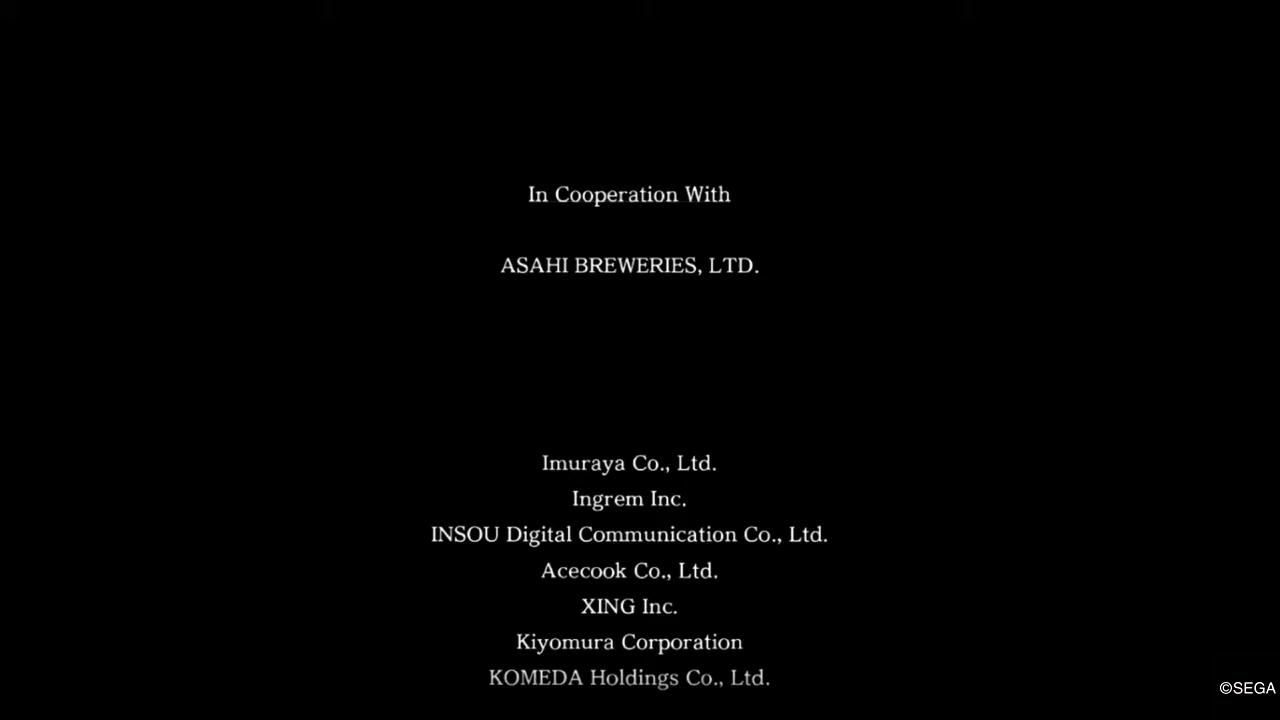 In Cooperation With
ASAHI BREWERIES, LTD.
Imuraya Co., Ltd.
Ingrem Inc.
INSOU Digital Communication Co., Ltd.
Acecook Co., Ltd.
XING Inc.
Kiyomura Corporation
KOMEDA Holdings Co., Ltd.
©SEGA